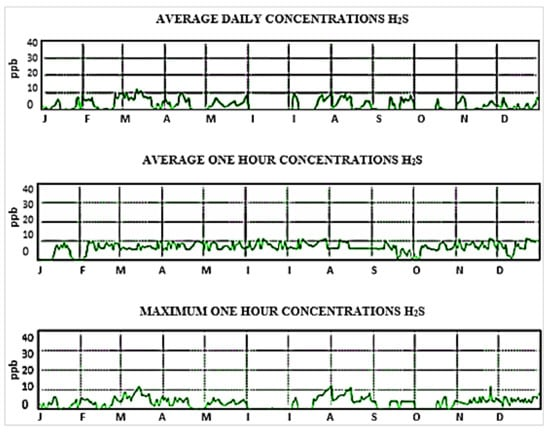 AVERAGE DAILY CONCENTRATIONS H2S
40
30
20
10
0
ppb
J F M A M I I A S O N D
AVERAGE ONE HOUR CONCENTRATIONS H2S
40
30
20
10
0
ppb
J F M A M I I A S O N D
MAXIMUM ONE HOUR CONCENTRATIONS H2S
40
30
20
10
0
ppb
J F M A M I I A S O N D